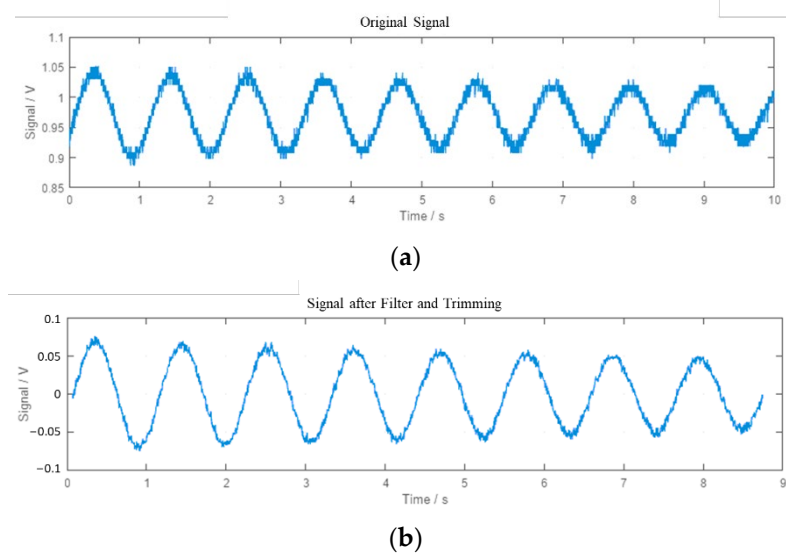 Original Signal
1.1
1.05
1
0.95
0.9
0.85
Signal / V
0 1 2 3 4 5 6 7 8 9 10
Time / s
(a)
Signal after Filter and Trimming
0.1
0.05
0
−0.05
−0.1
Signal / V
0 1 2 3 4 5 6 7 8 9
Time / s
(b)